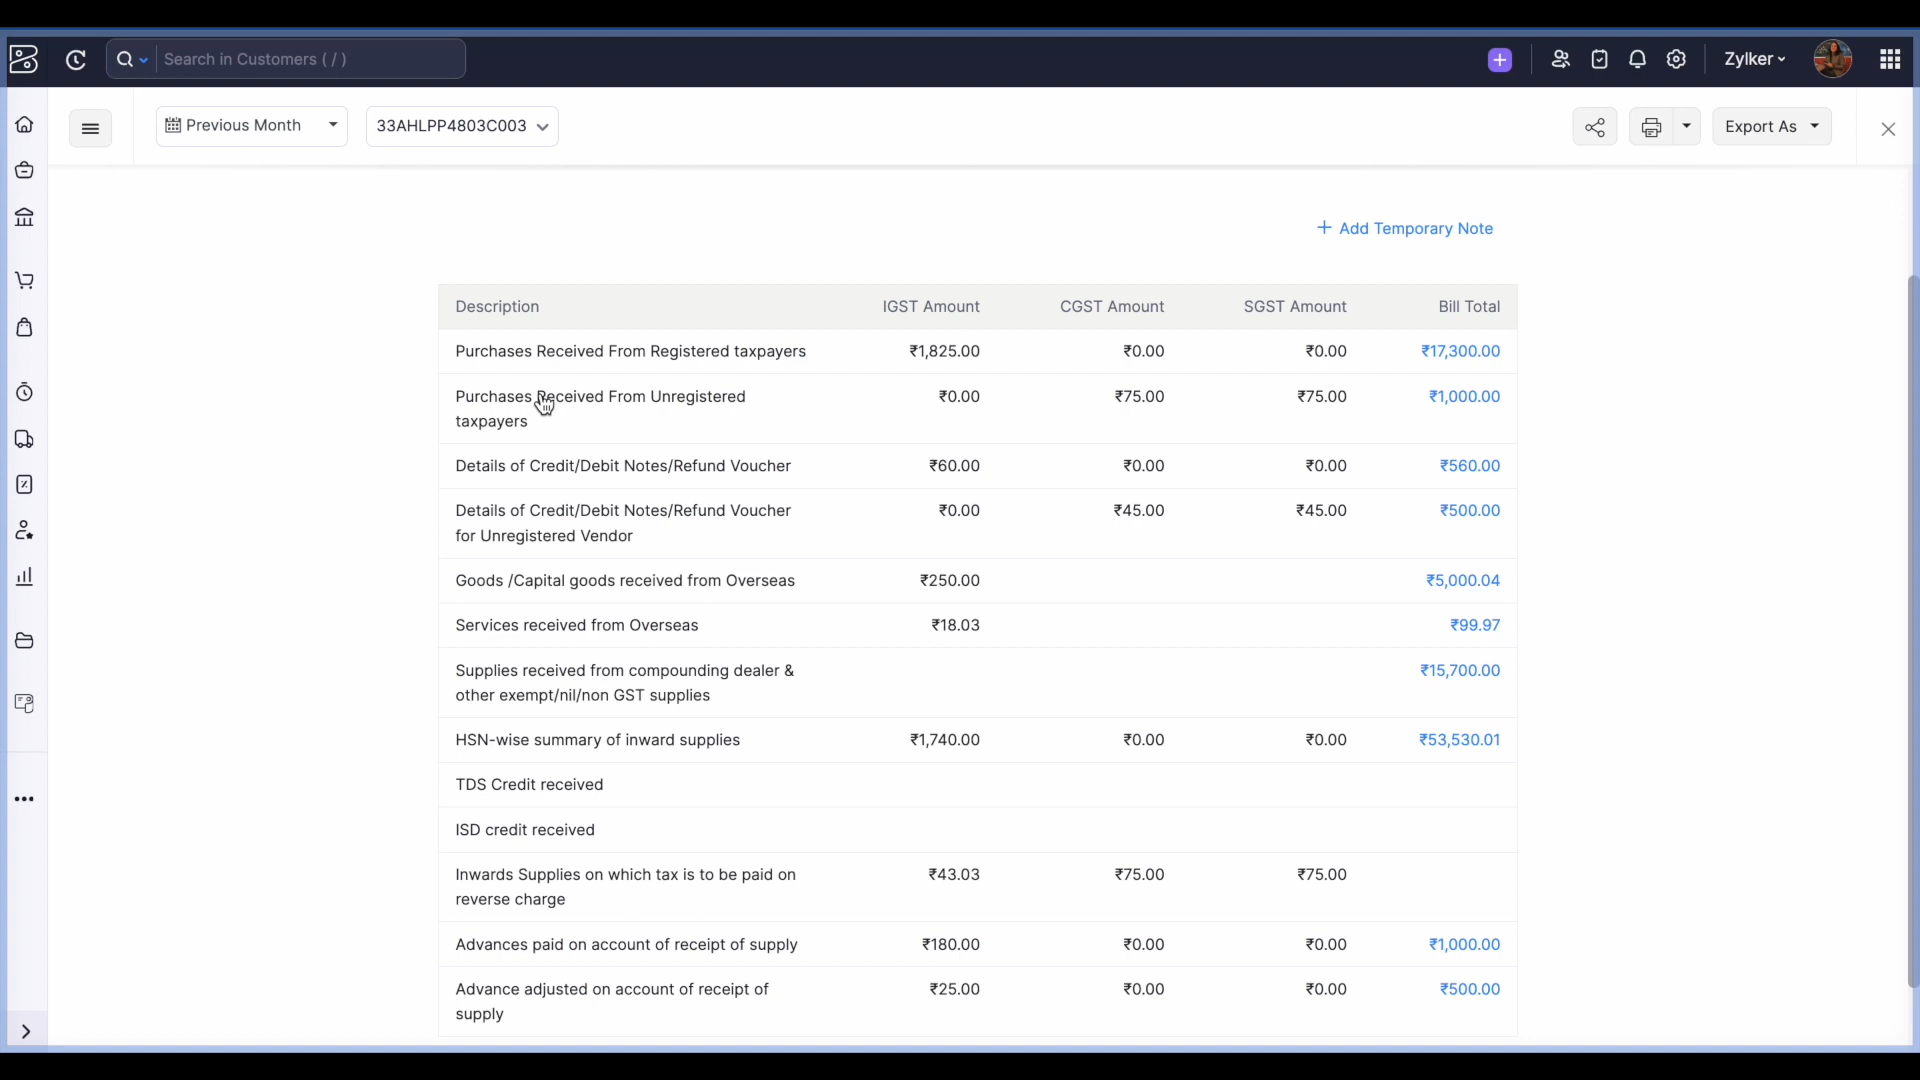 Search in Customers ( / )
Zylker
Previous Month
33AHLPP4803C003
Export As
+ Add Temporary Note
Description IGST Amount CGST Amount SGST Amount Bill Total
Purchases Received From Registered taxpayers ₹1,825.00 ₹0.00 ₹0.00 ₹17,300.00
Purchases Received From Unregistered ₹0.00 ₹75.00 ₹75.00 ₹1,000.00
taxpayers
Details of Credit/Debit Notes/Refund Voucher ₹60.00 ₹0.00 ₹0.00 ₹560.00
Details of Credit/Debit Notes/Refund Voucher ₹0.00 ₹45.00 ₹45.00 ₹500.00
for Unregistered Vendor
Goods /Capital goods received from Overseas ₹250.00 ₹5,000.04
Services received from Overseas ₹18.03 ₹99.97
Supplies received from compounding dealer & ₹15,700.00
other exempt/nil/non GST supplies
HSN-wise summary of inward supplies ₹1,740.00 ₹0.00 ₹0.00 ₹53,530.01
TDS Credit received
ISD credit received
Inwards Supplies on which tax is to be paid on ₹43.03 ₹75.00 ₹75.00
reverse charge
Advances paid on account of receipt of supply ₹180.00 ₹0.00 ₹0.00 ₹1,000.00
Advance adjusted on account of receipt of ₹25.00 ₹0.00 ₹0.00 ₹500.00
supply